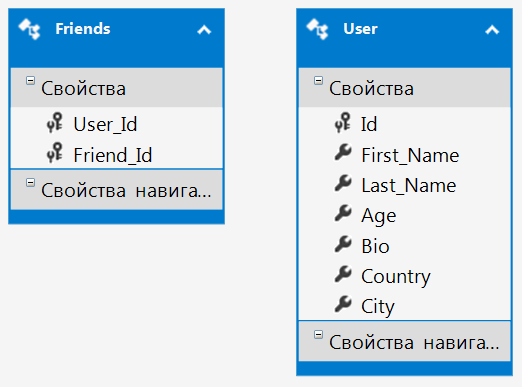 Friends
Свойства
User_Id
Friend_Id
Свойства навига...
User
Свойства
Id
First_Name
Last_Name
Age
Bio
Country
City
Свойства навига...